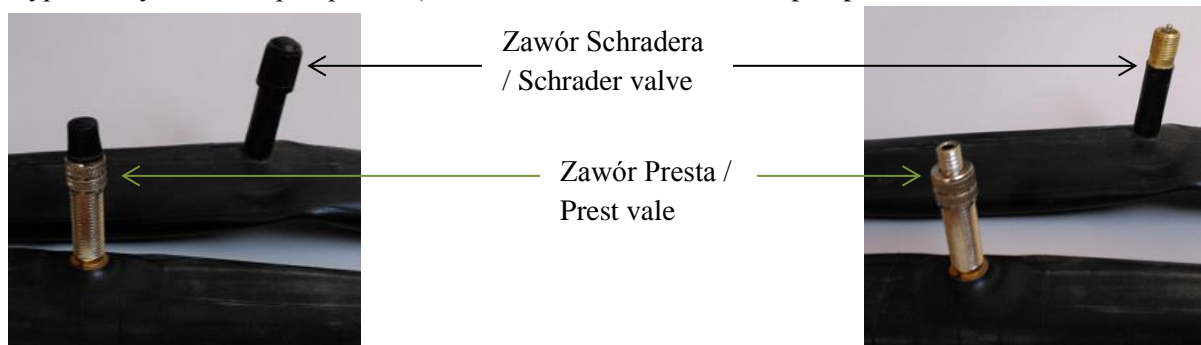 Zawór Schradera
/ Schrader valve
Zawór Presta /
Prest vale